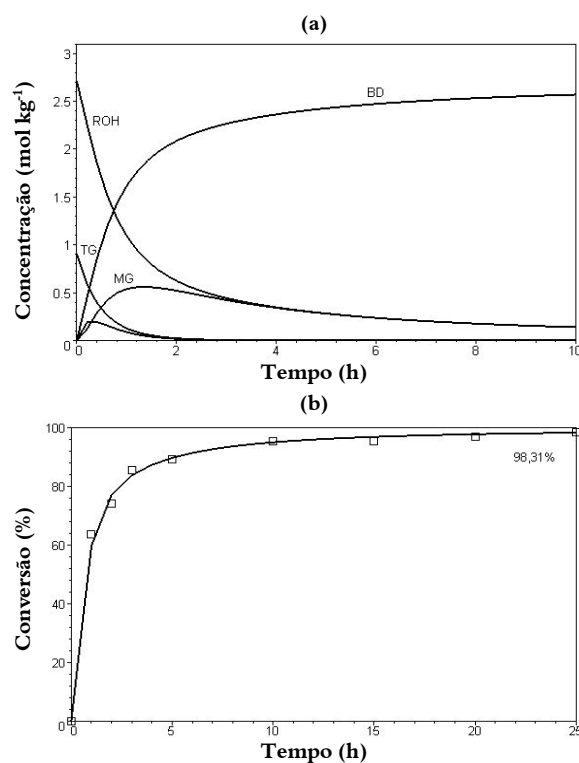 (a)
Concentração (mol kg-1)
3
2.5
2
1.5
1
0.5
0
ROH
BD
TG
MG
0 2 4 6 8 10
Tempo (h)
(b)
Conversão (%)
100
80
60
40
20
0
98,31%
0 5 10 15 20 25
Tempo (h)